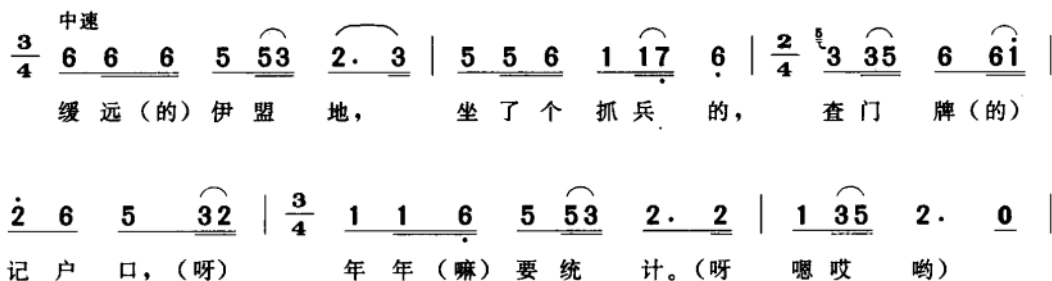 中速
3/4 6 6 6 5 53 2. 3 | 5 5 6 1 17 6 | 2/4 5 3 35 6 61 |
缓远(的)伊盟 地, 坐了个抓兵 的, 查门 牌(的)
2 6 5 32 | 3/4 1 1 6 5 53 2. 2 | 1 35 2. 0 |
记户 口,(呀) 年年(嘛)要统 计。(呀 嗯哎 哟)